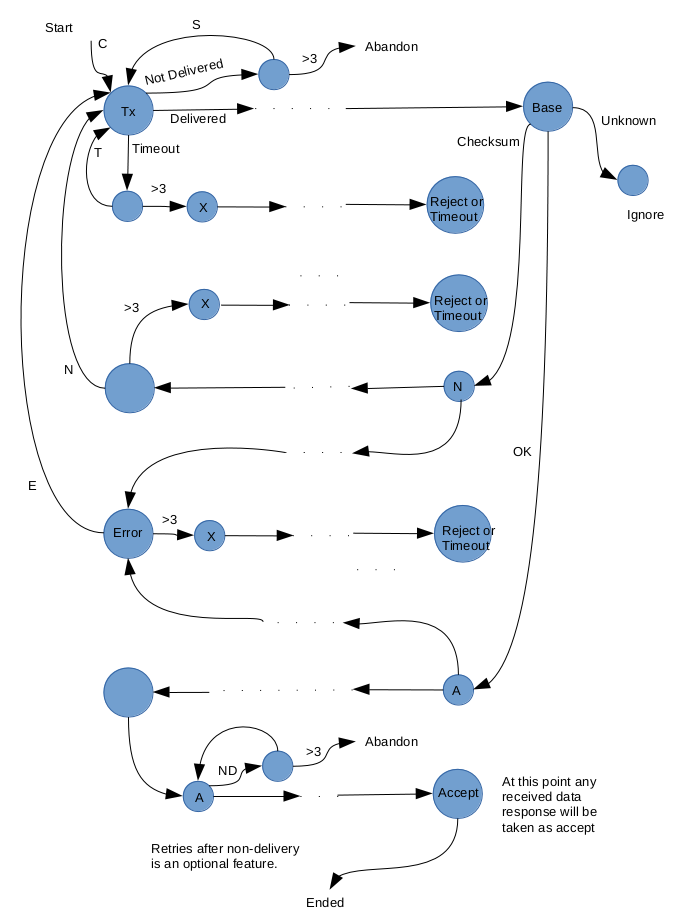 Start
C
S
>3
Abandon
Not Delivered
Tx
Delivered
Base
Unknown
Checksum
Timeout
T
>3
X
Reject or
Timeout
Ignore
>3
X
Reject or
Timeout
N
N
OK
E
Error
>3
X
Reject or
Timeout
A
>3
Abandon
ND
A
Accept
At this point any
received data
response will be
taken as accept
Retries after non-delivery
is an optional feature.
Ended